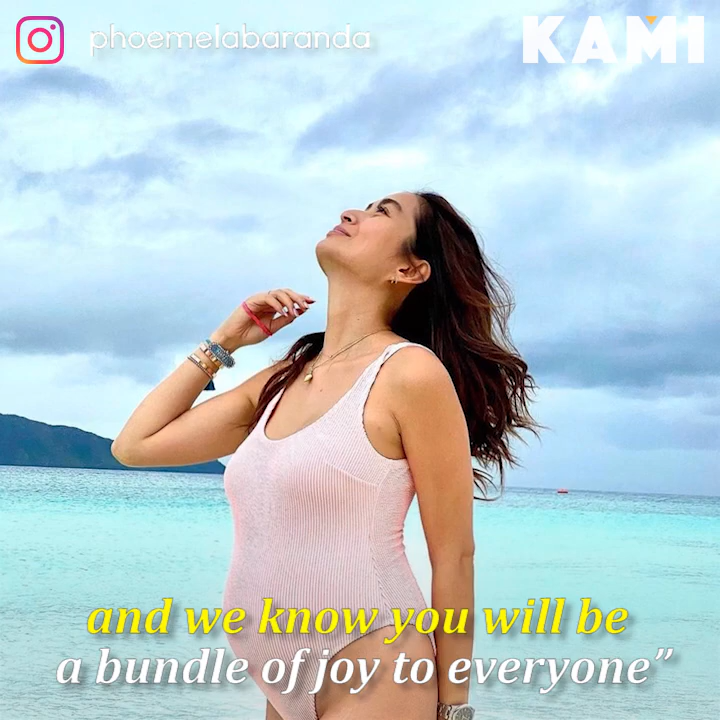 phoemelabaranda
KAMI
and we know you will be
a bundle of joy to everyone”